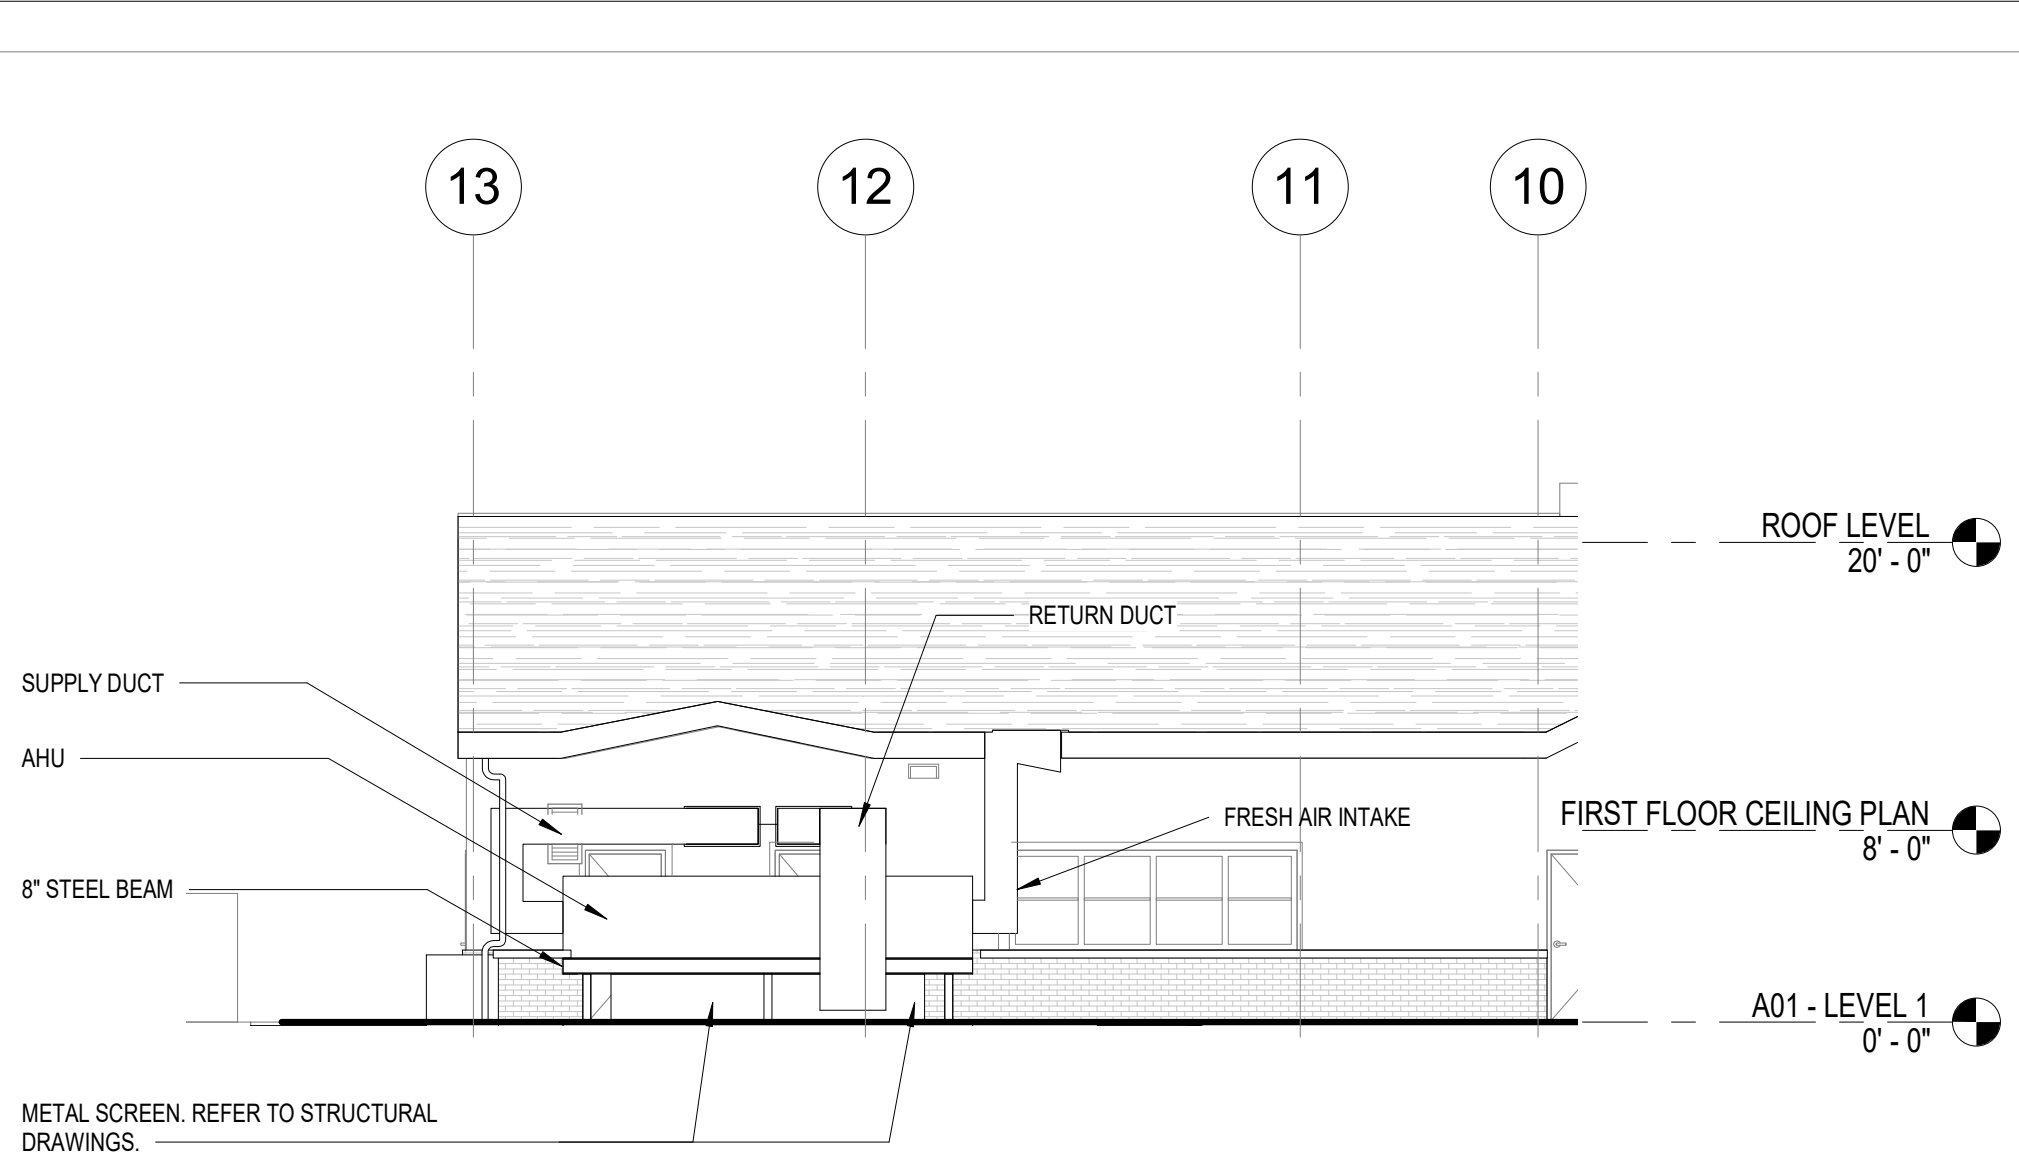 13
12
11
10
ROOF LEVEL
20' - 0"
RETURN DUCT
SUPPLY DUCT
AHU
FRESH AIR INTAKE
FIRST FLOOR CEILING PLAN
8' - 0"
8" STEEL BEAM
A01 - LEVEL 1
0' - 0"
METAL SCREEN. REFER TO STRUCTURAL
DRAWINGS.